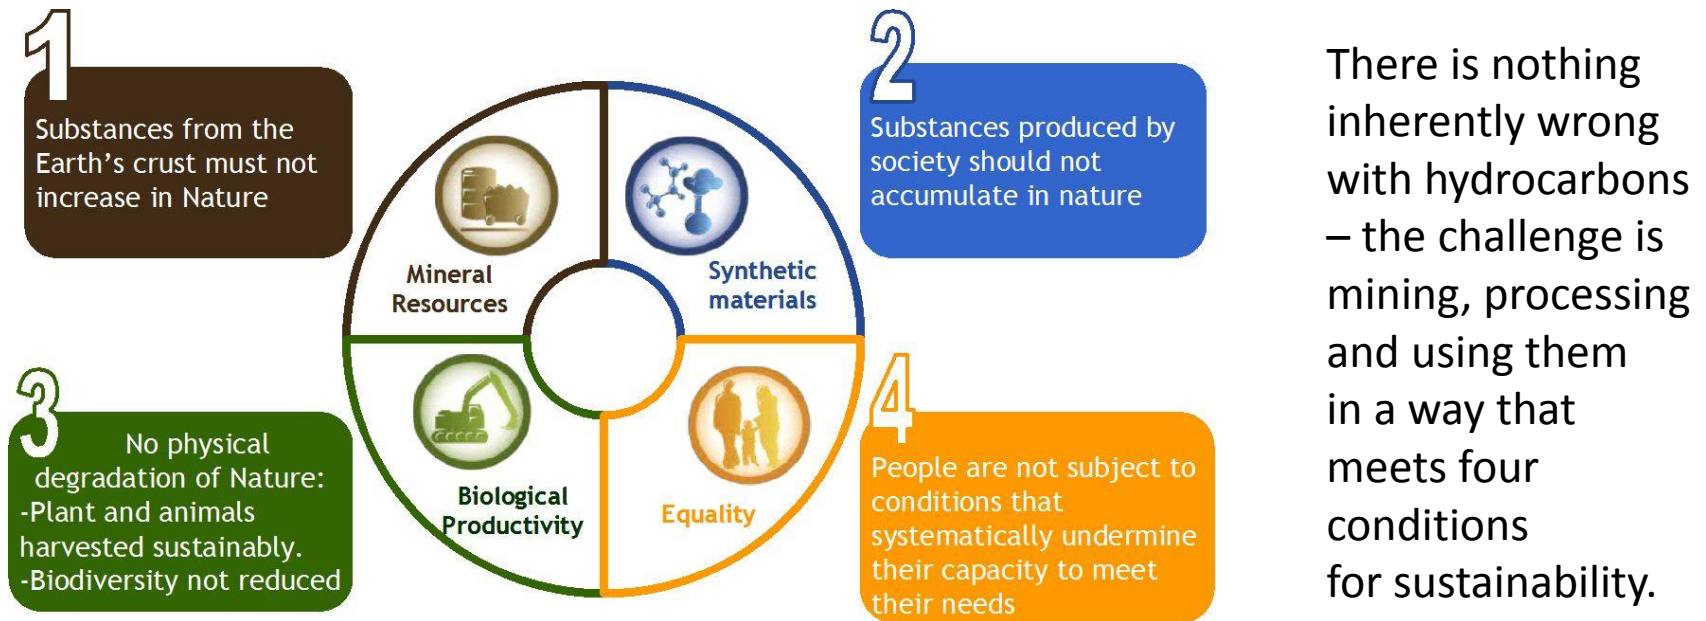 1
Substances from the
Earth's crust must not
increase in Nature
2
Substances produced by
society should not
accumulate in nature
Mineral
Resources
Synthetic
materials
Biological
Productivity
Equality
3
No physical
degradation of Nature:
-Plant and animals
harvested sustainably.
-Biodiversity not reduced
4
People are not subject to
conditions that
systematically undermine
their capacity to meet
their needs
There is nothing
inherently wrong
with hydrocarbons
– the challenge is
mining, processing
and using them
in a way that
meets four
conditions
for sustainability.